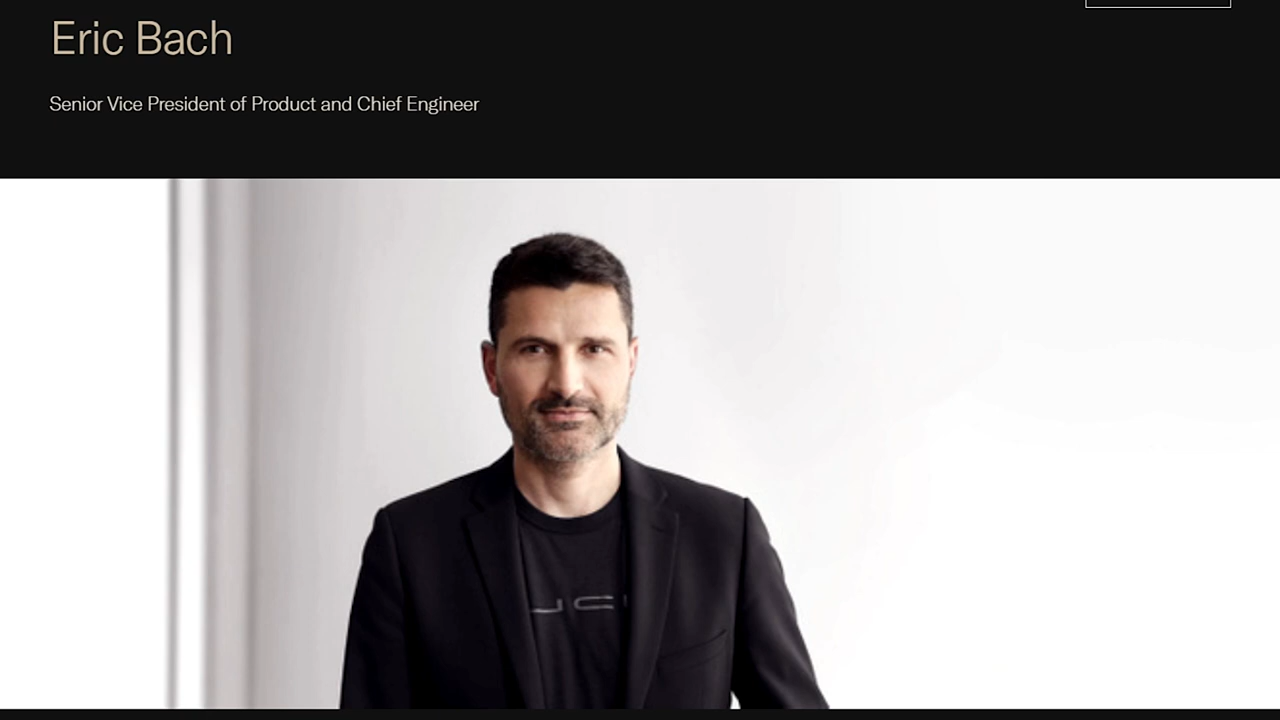 Eric Bach
Senior Vice President of Product and Chief Engineer